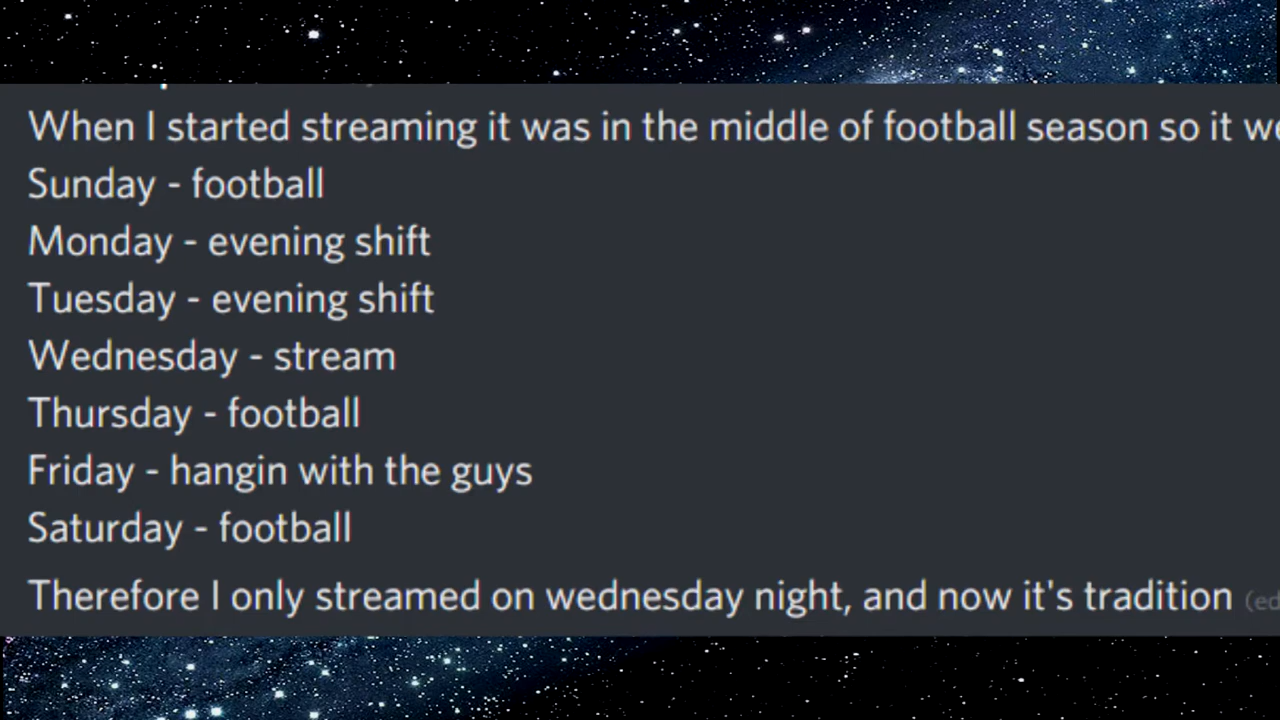 When I started streaming it was in the middle of football season so it
Sunday - football
Monday - evening shift
Tuesday - evening shift
Wednesday - stream
Thursday - football
Friday - hangin with the guys
Saturday - football
Therefore I only streamed on wednesday night, and now it's tradition